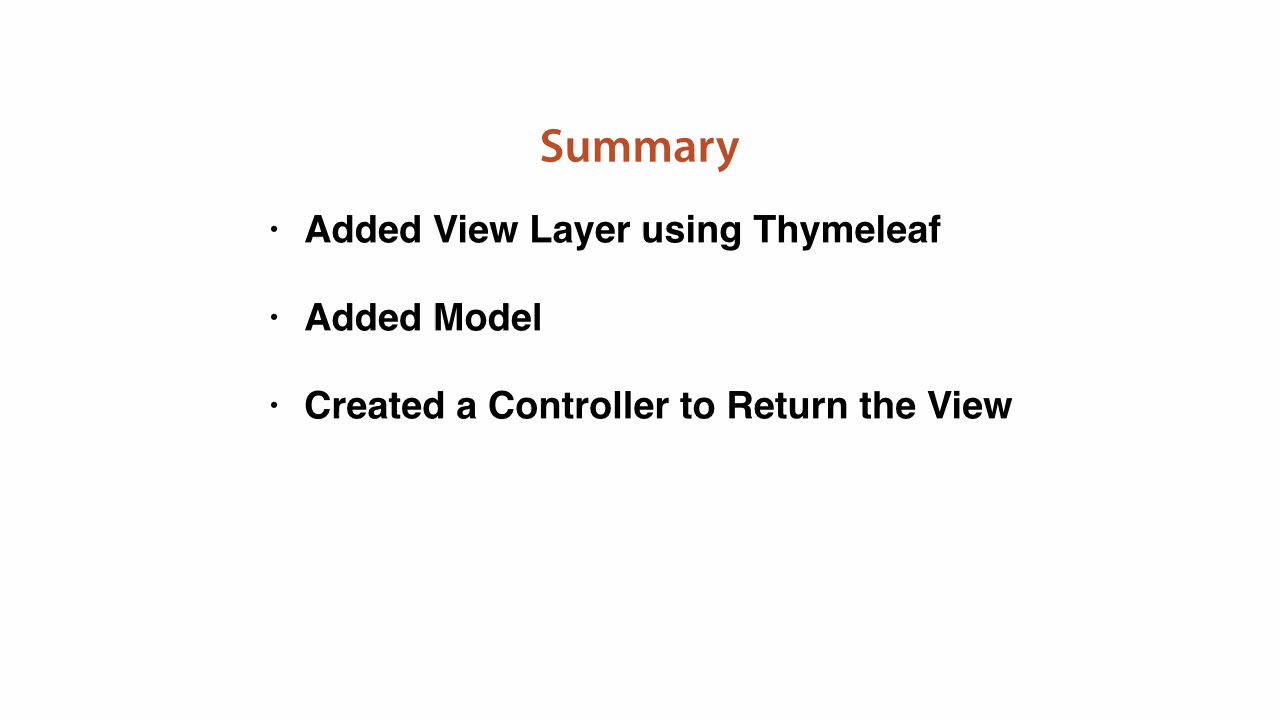 Summary
• Added View Layer using Thymeleaf
• Added Model
• Created a Controller to Return the View